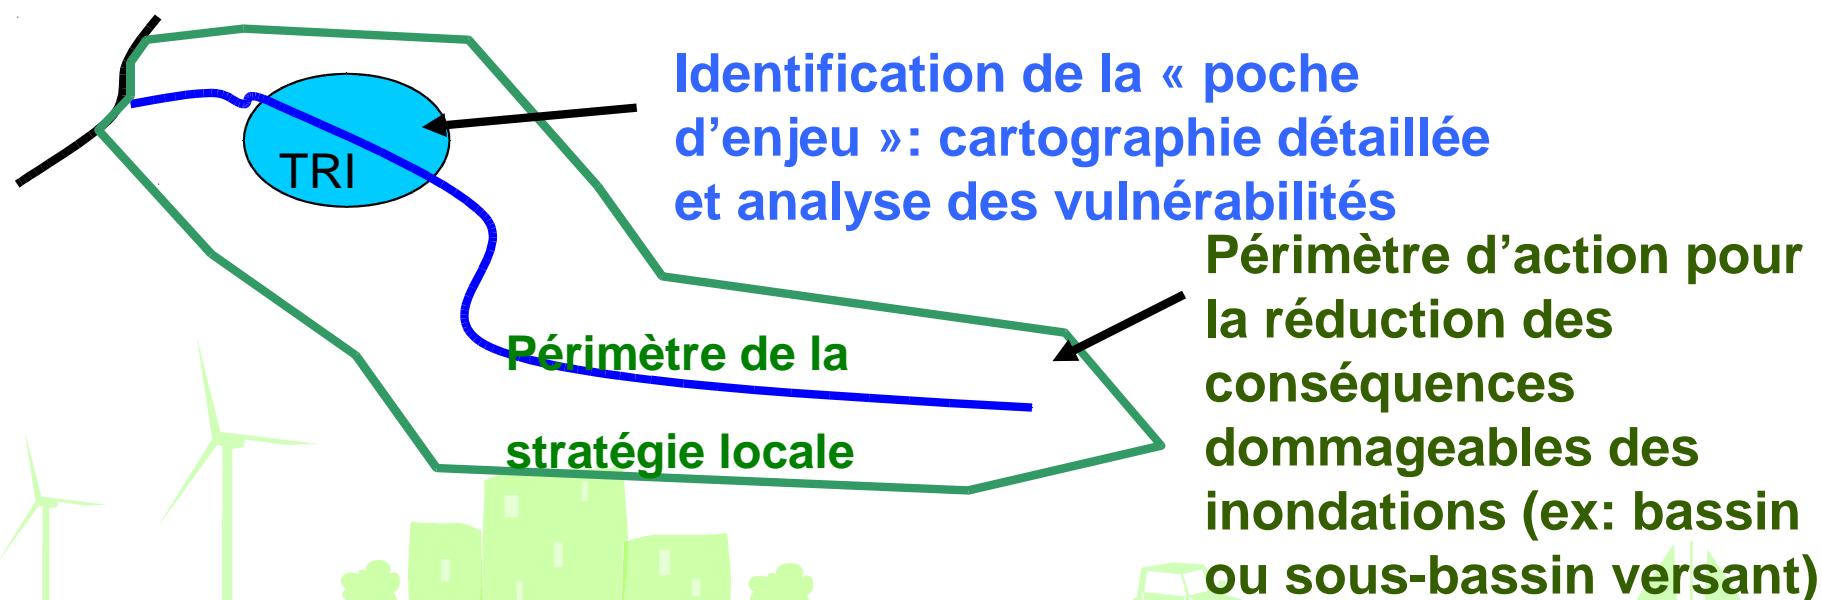 Identification de la « poche
d’enjeu »: cartographie détaillée
et analyse des vulnérabilités
TRI
Périmètre d’action pour
la réduction des
conséquences
dommageables des
inondations (ex: bassin
ou sous-bassin versant)
Périmètre de la
stratégie locale